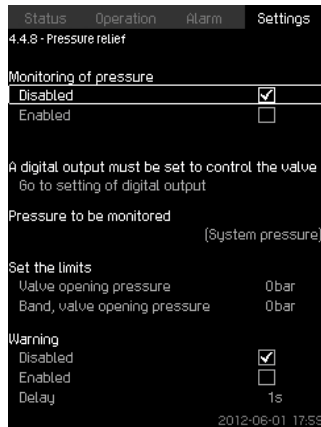 Status Operation Alarm Settings
4.4.8 - Pressure relief
Monitoring of pressure
Disabled
Enabled
A digital output must be set to control the valve
Go to setting of digital output
Pressure to be monitored
(System pressure)
Set the limits
Valve opening pressure 0bar
Band, valve opening pressure 0bar
Warning
Disabled
Enabled
Delay 1s
2012-06-01 17:59